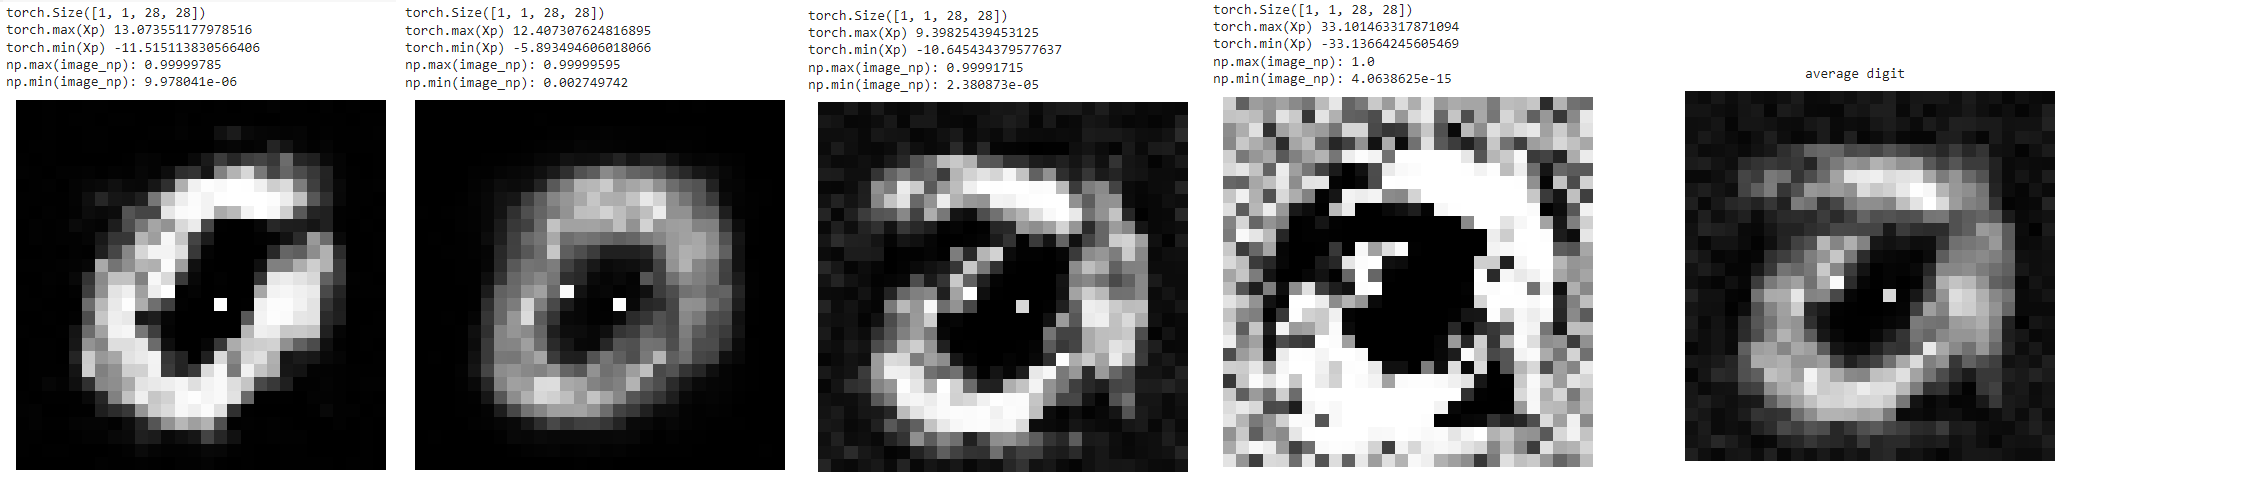 torch.Size([1, 1, 28, 28])
torch.max(Xp) 13.073551177978516
torch.min(Xp) -11.515113830566406
np.max(image_np): 0.99999785
np.min(image_np): 9.978041e-06
torch.Size([1, 1, 28, 28])
torch.max(Xp) 12.407307624816895
torch.min(Xp) -5.893494606018066
np.max(image_np): 0.99999595
np.min(image_np): 0.002749742
torch.Size([1, 1, 28, 28])
torch.max(Xp) 9.39825439453125
torch.min(Xp) -10.645434379577637
np.max(image_np): 0.99991715
np.min(image_np): 2.380873e-05
torch.Size([1, 1, 28, 28])
torch.max(Xp) 33.101463317871094
torch.min(Xp) -33.13664245605469
np.max(image_np): 1.0
np.min(image_np): 4.0638625e-15
average digit